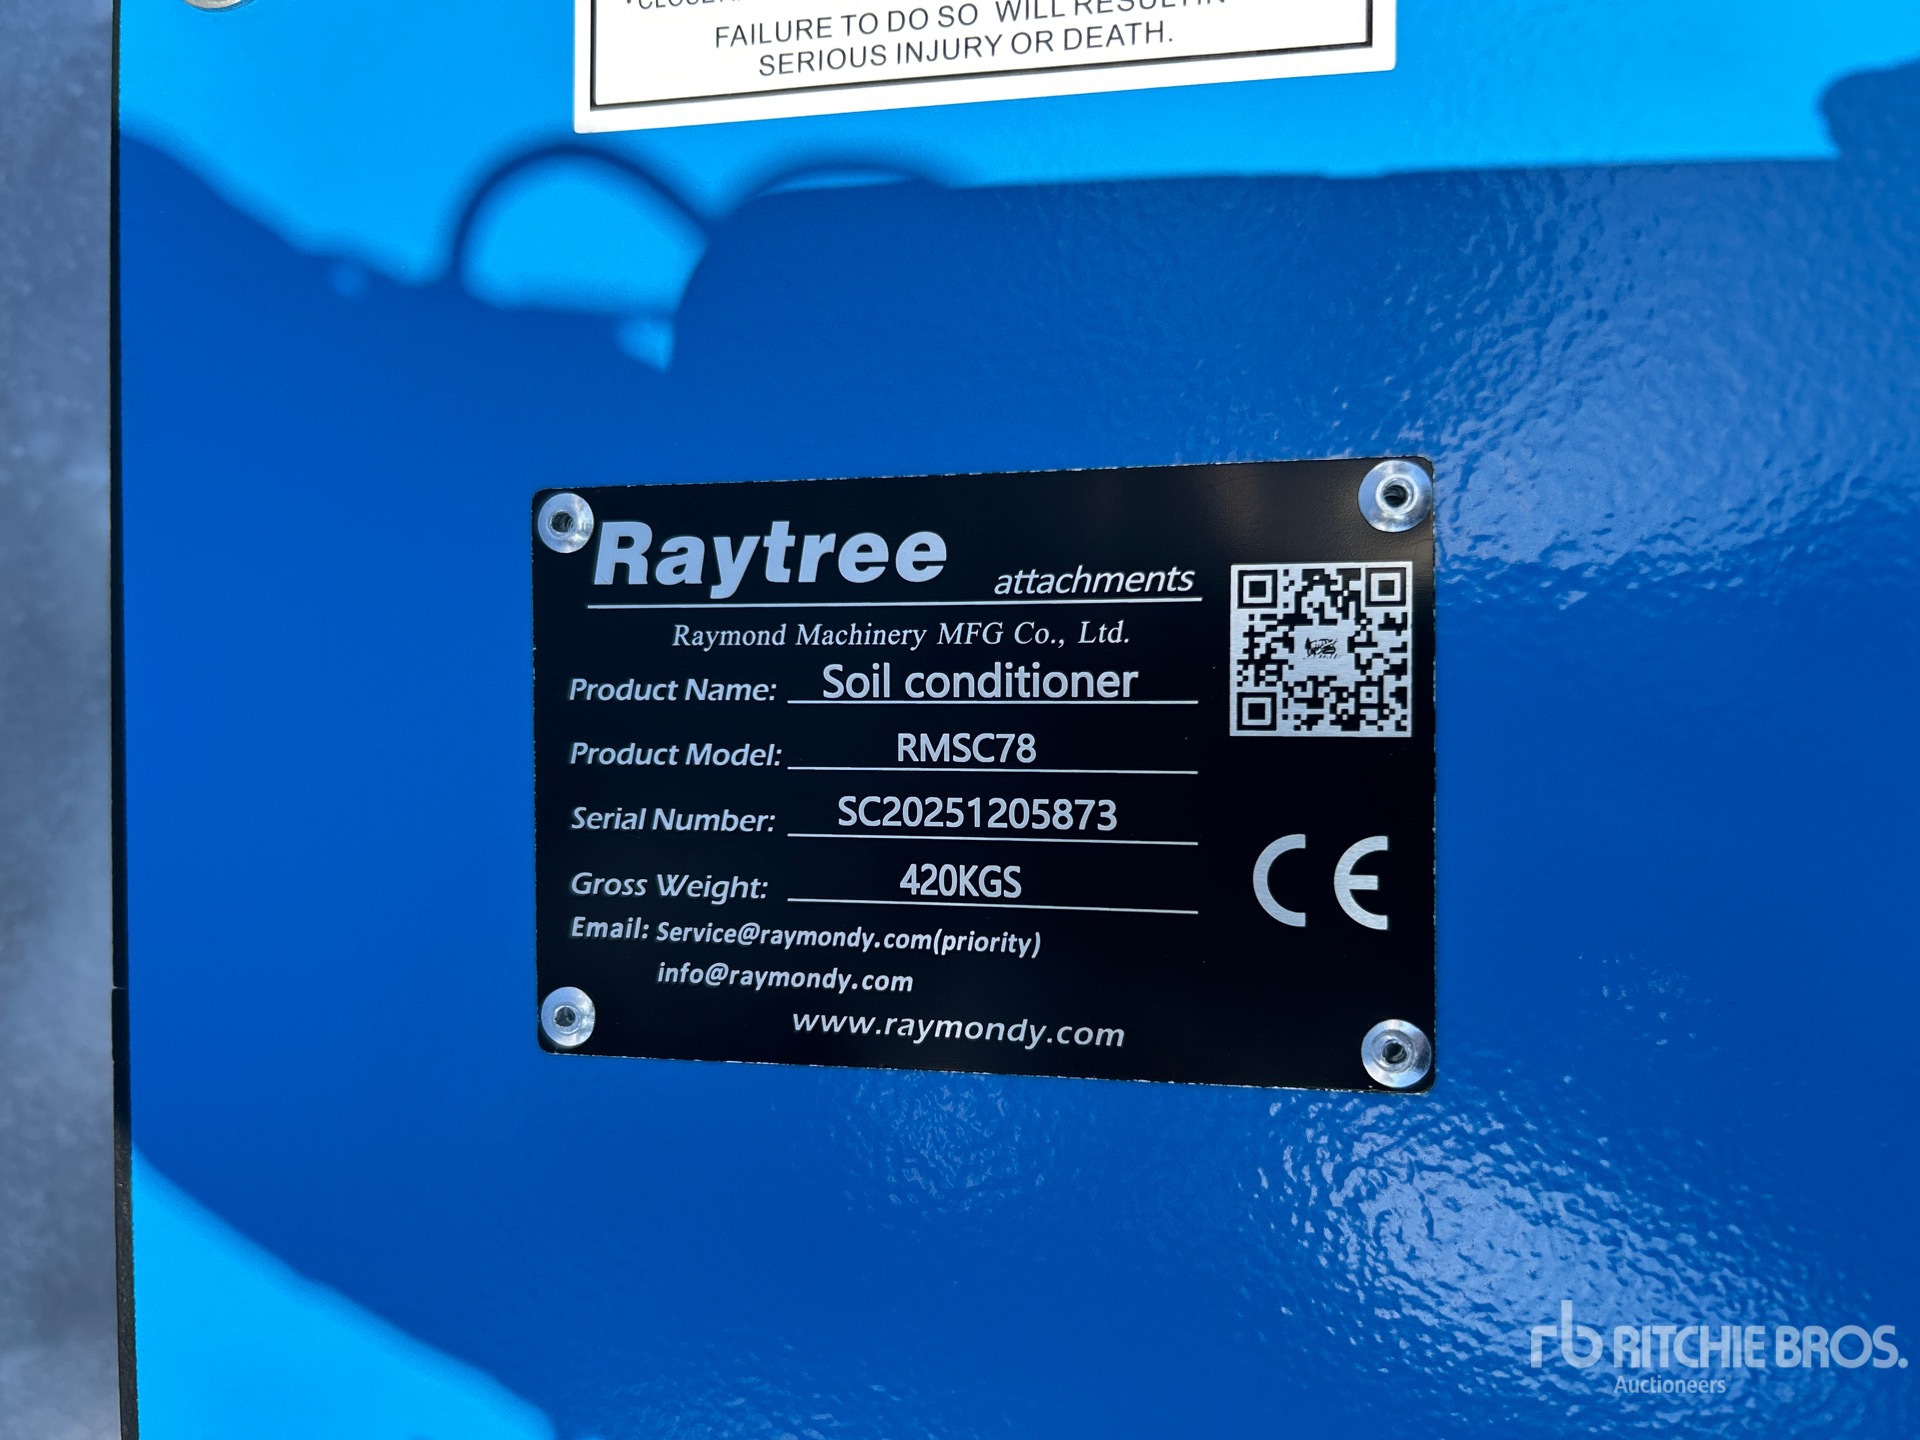 FAILURE TO DO SO WILL RESULT IN
SERIOUS INJURY OR DEATH.
Raytree
attachments
Raymond Machinery MFG Co., Ltd.
Product Name: Soil conditioner
Product Model: RMSC78
Serial Number: SC20251205873
Gross Weight: 420KGS
Email: Service@raymondy.com(priority)
info@raymondy.com
www.raymondy.com
CE
rb RITCHIE BROS.
Auctioneers